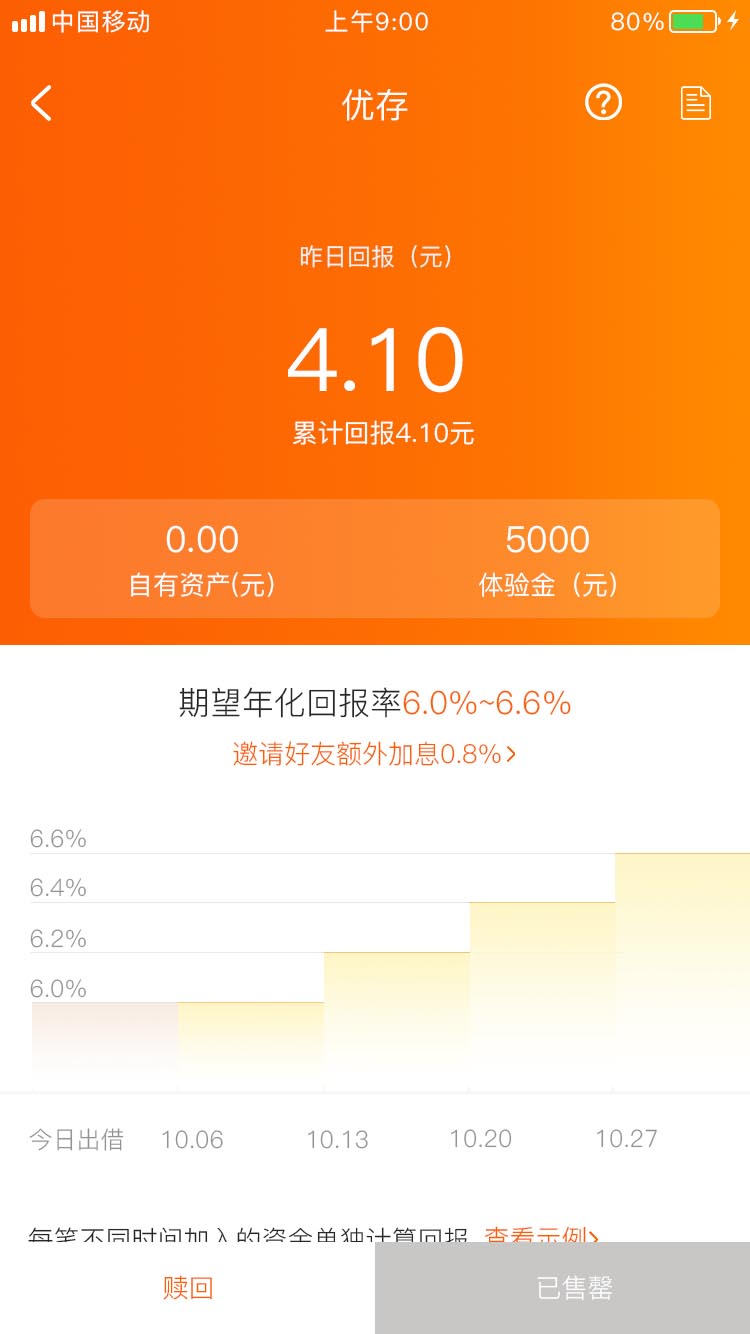 中国移动 上午9:00 80%
优存
昨日回报（元）
4.10
累计回报4.10元
0.00 5000
自有资产(元) 体验金（元）
期望年化回报率6.0%~6.6%
邀请好友额外加息0.8%
6.6%
6.4%
6.2%
6.0%
今日出借 10.06 10.13 10.20 10.27
每笔不同时间加入的资金单独计算回报 查看示例
赎回 已售罄